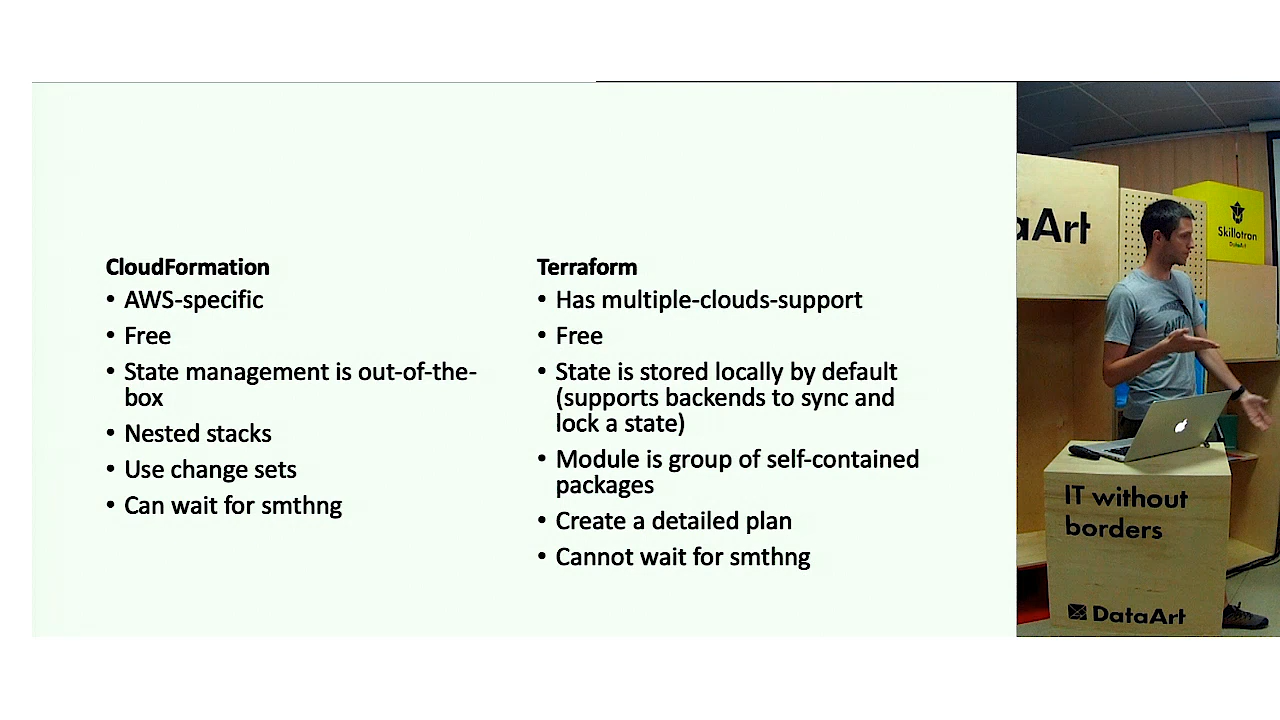 CloudFormation
• AWS-specific
• Free
• State management is out-of-the-
box
• Nested stacks
• Use change sets
• Can wait for smthng
Terraform
• Has multiple-clouds-support
• Free
• State is stored locally by default
(supports backends to sync and
lock a state)
• Module is group of self-contained
packages
• Create a detailed plan
• Cannot wait for smthng
aArt
Skillotron
DataArt
IT without
borders
DataArt